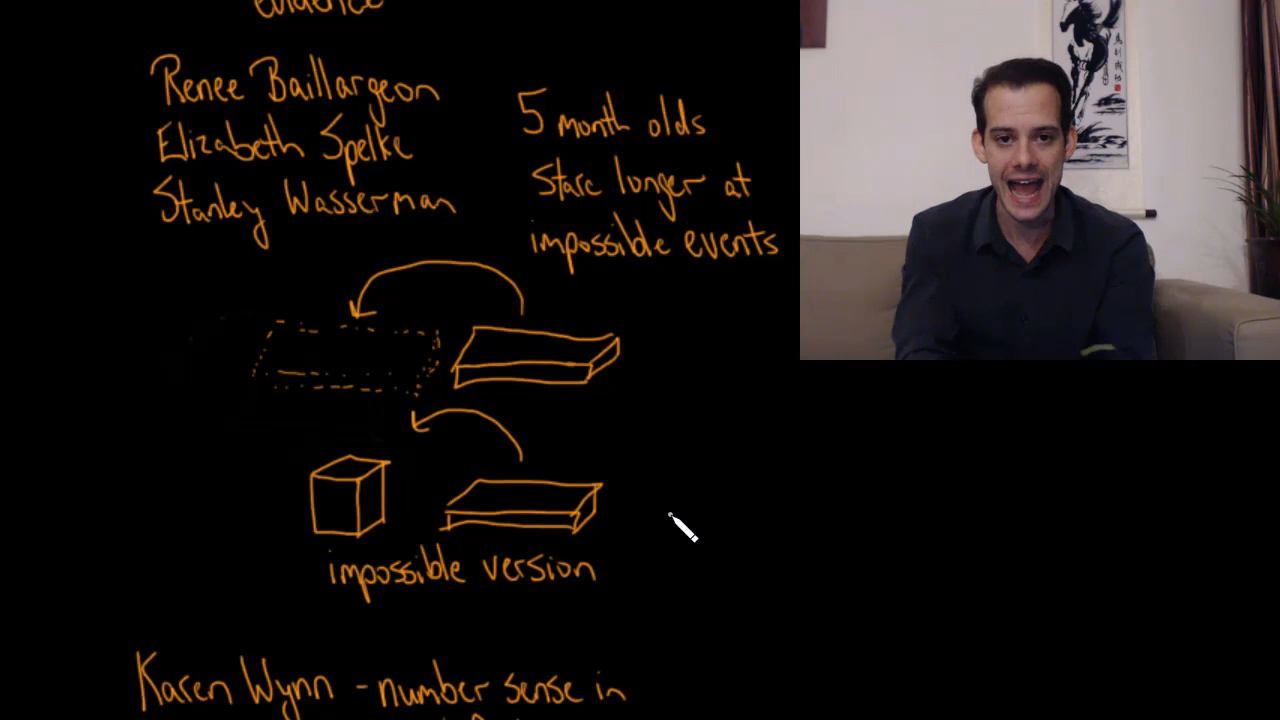 evidence
Renee Baillargeon
Elizabeth Spelke
Stanley Wasserman
5 month olds
stare longer at
impossible events
impossible version
Karen Wynn - number sense in